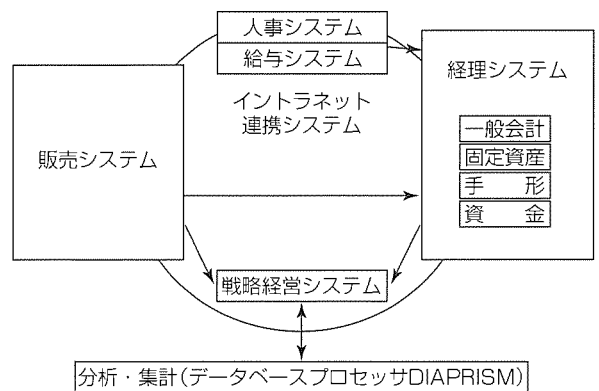 人事システム
給与システム
イントラネット
連携システム
販売システム
経理システム
一般会計
固定資産
手　　形
資　　金
戦略経営システム
分析・集計(データベースプロセッサDIAPRISM)